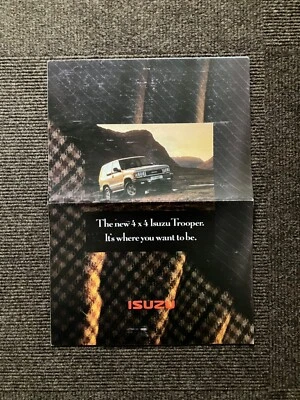 The new 4 x 4 Isuzu Trooper.
It's where you want to be.
ISUZU